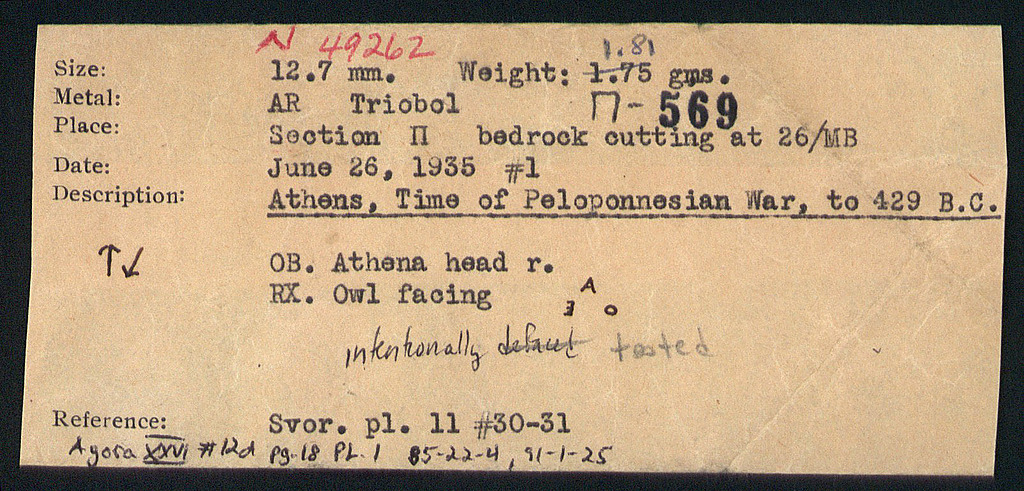 N 49262
1.81
Size: 12.7 mm. Weight: 1.75 gms.
Metal: AR Triobol Π- 569
Place: Section Π bedrock cutting at 26/MB
Date: June 26, 1935 #1
Description: Athens, Time of Peloponnesian War, to 429 B.C.
↑↙ OB. Athena head r.
RX. Owl facing
A
Ǝ O
intentionally tested
Reference: Svor. pl. 11 #30-31
Agora XXVI #12d pg.18 PL.1 85-22-4, 91-1-25